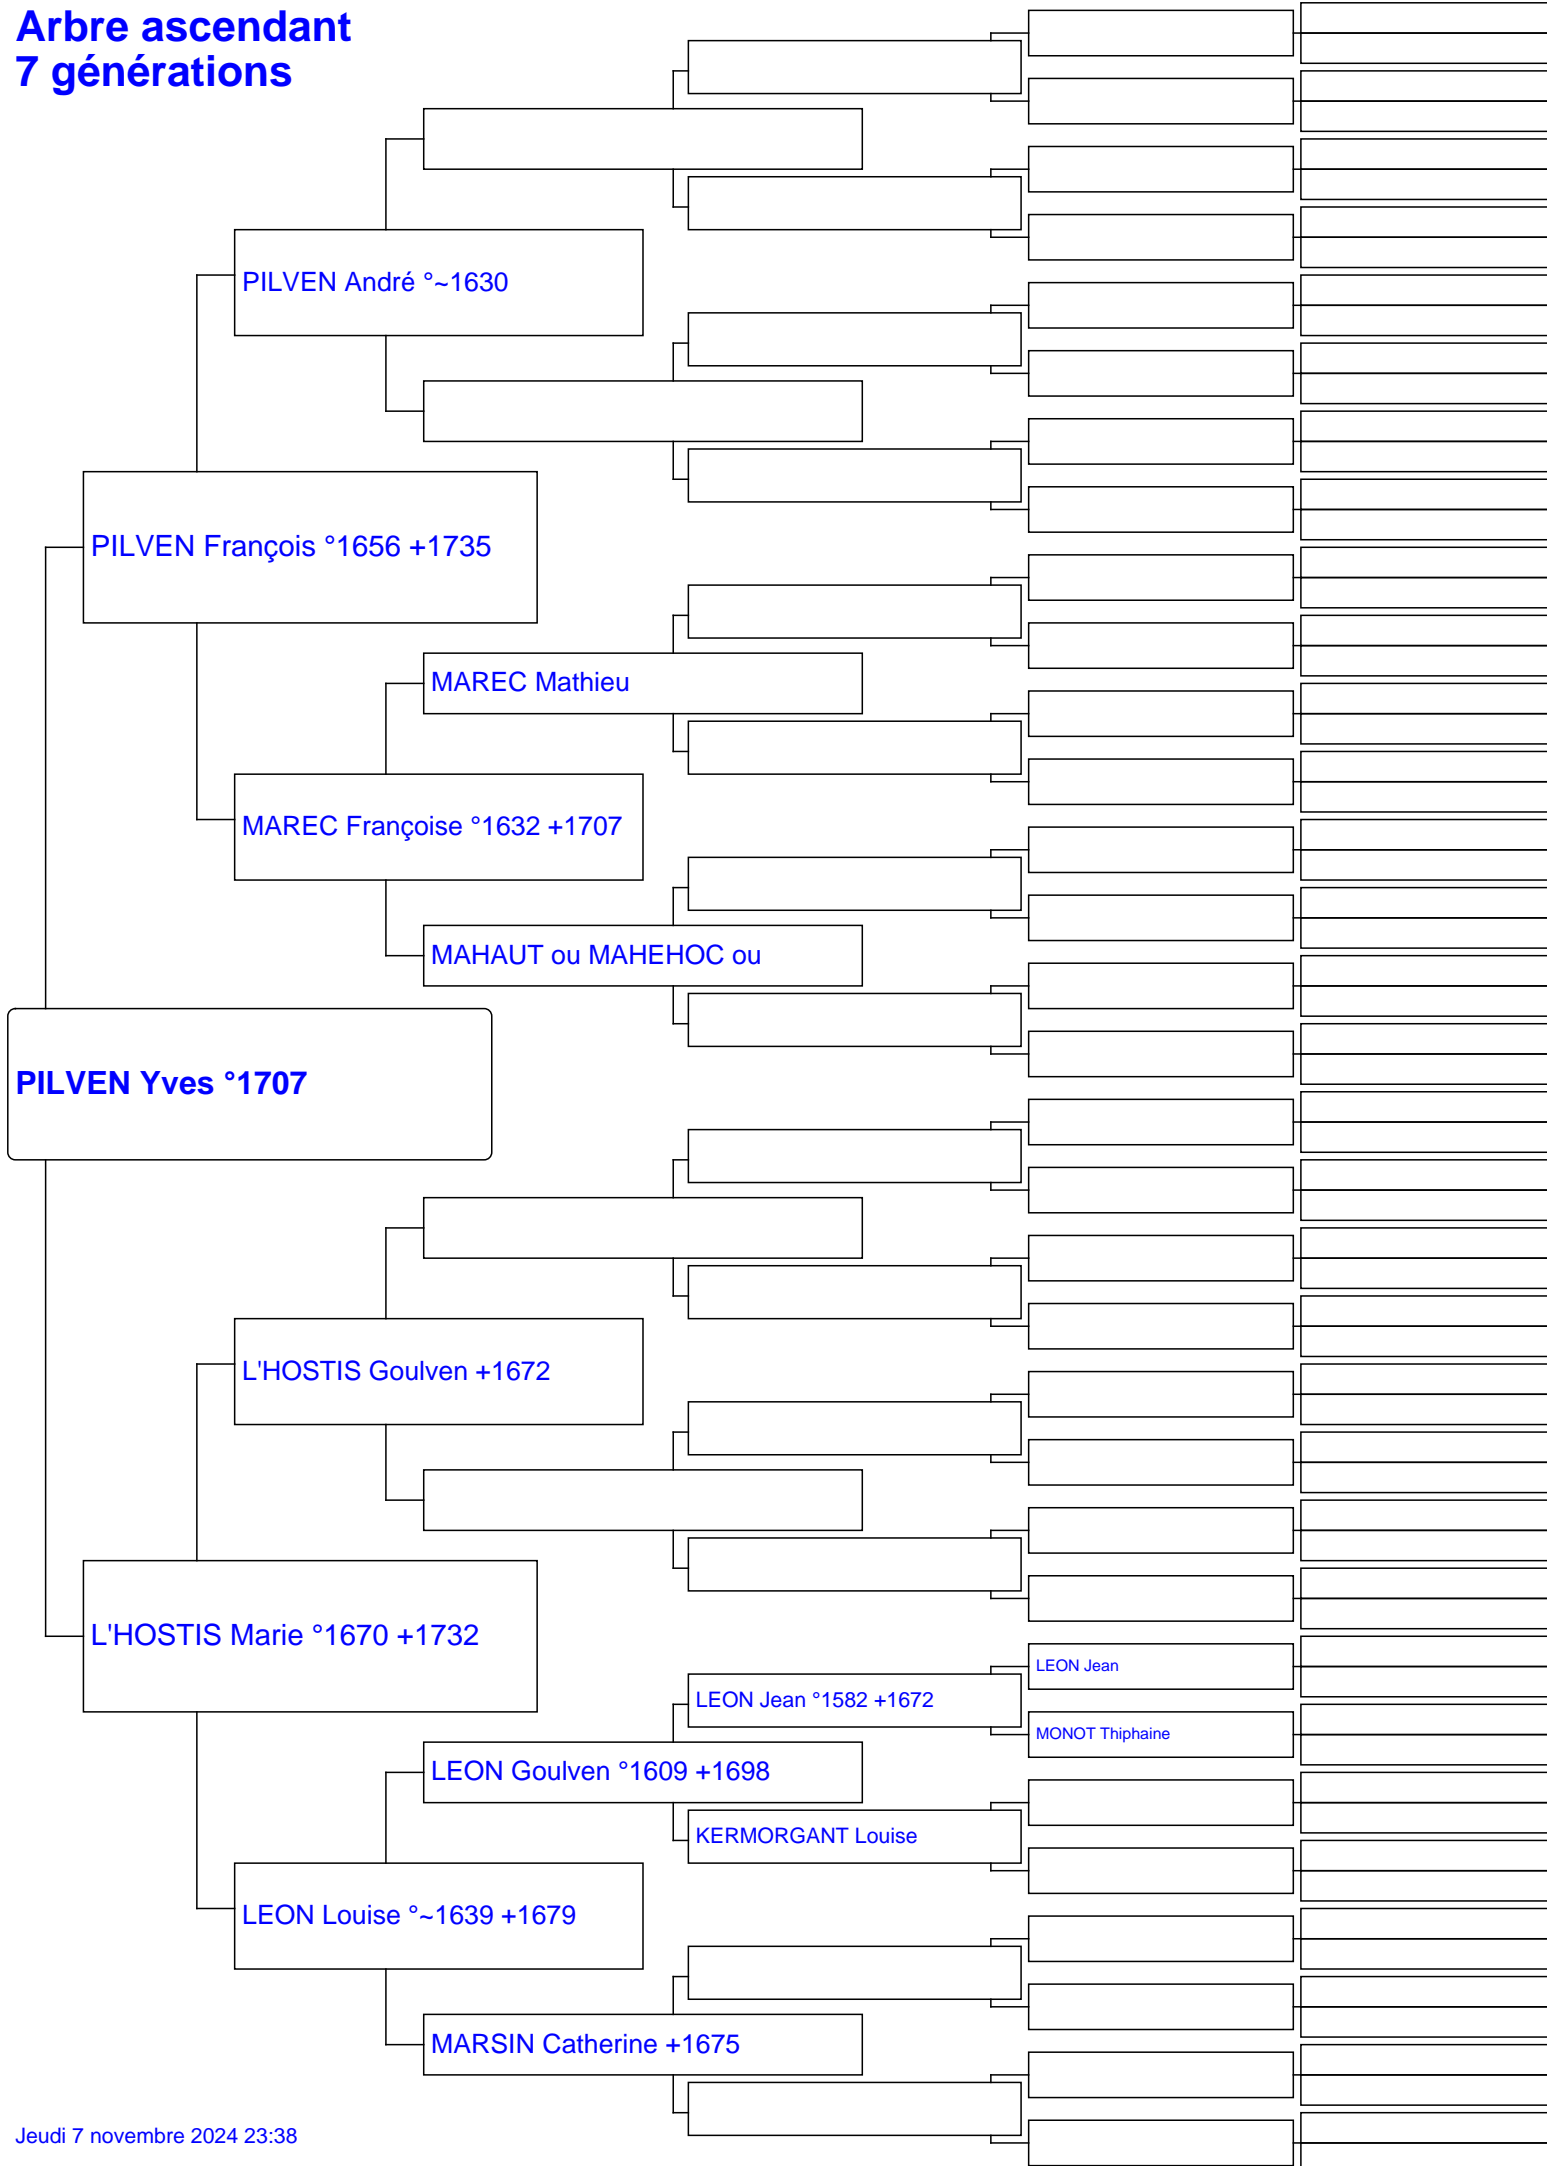 Arbre ascendant
7 générations
PILVEN André °~1630
PILVEN François °1656 +1735
MAREC Mathieu
MAREC Françoise °1632 +1707
MAHAUT ou MAHEHOC ou
PILVEN Yves °1707
L'HOSTIS Goulven +1672
L'HOSTIS Marie °1670 +1732
LEON Jean
LEON Jean °1582 +1672
MONOT Thiphaine
LEON Goulven °1609 +1698
KERMORGANT Louise
LEON Louise °~1639 +1679
MARSIN Catherine +1675
Jeudi 7 novembre 2024 23:38